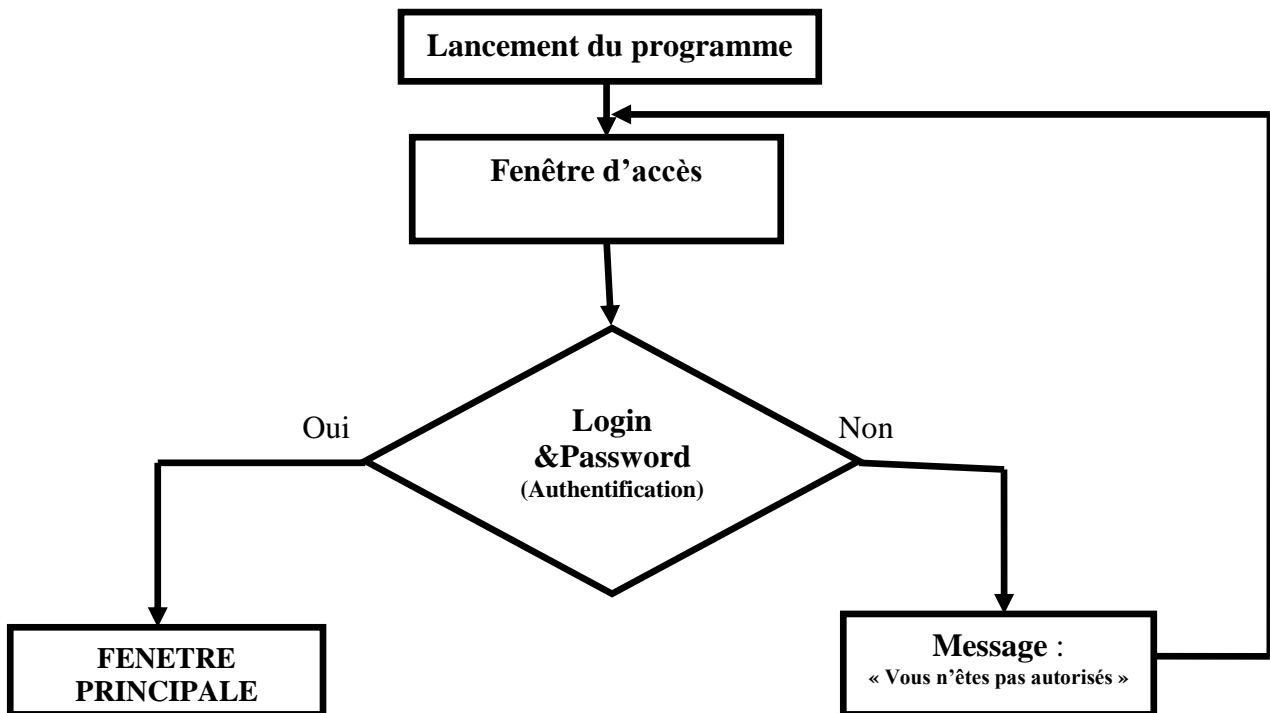 Lancement du programme
Fenêtre d’accès
Oui
Login
&Password
(Authentification)
Non
FENETRE
PRINCIPALE
Message :
« Vous n’êtes pas autorisés »